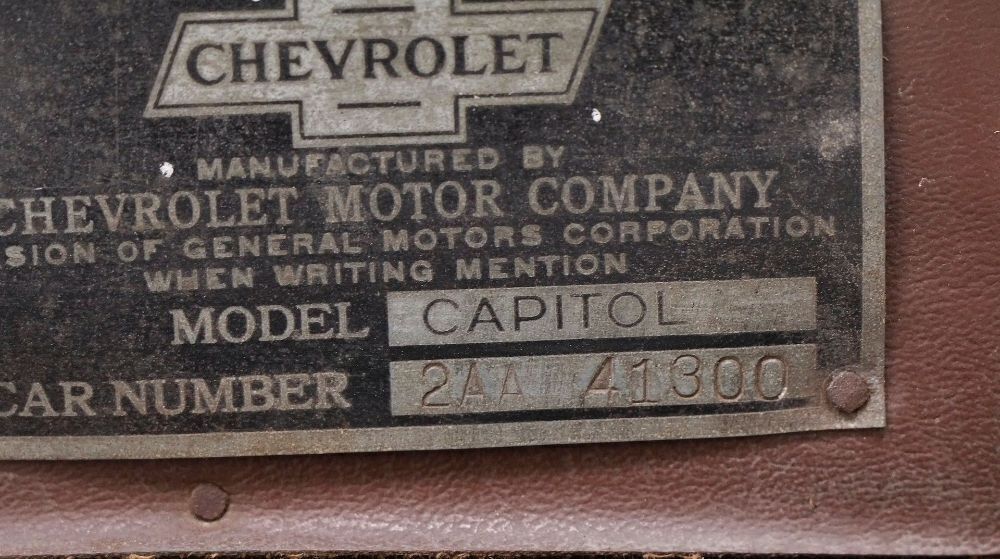 CHEVROLET
MANUFACTURED BY
CHEVROLET MOTOR COMPANY
SION OF GENERAL MOTORS CORPORATION
WHEN WRITING MENTION
MODEL CAPITOL
CAR NUMBER 2AA 41300